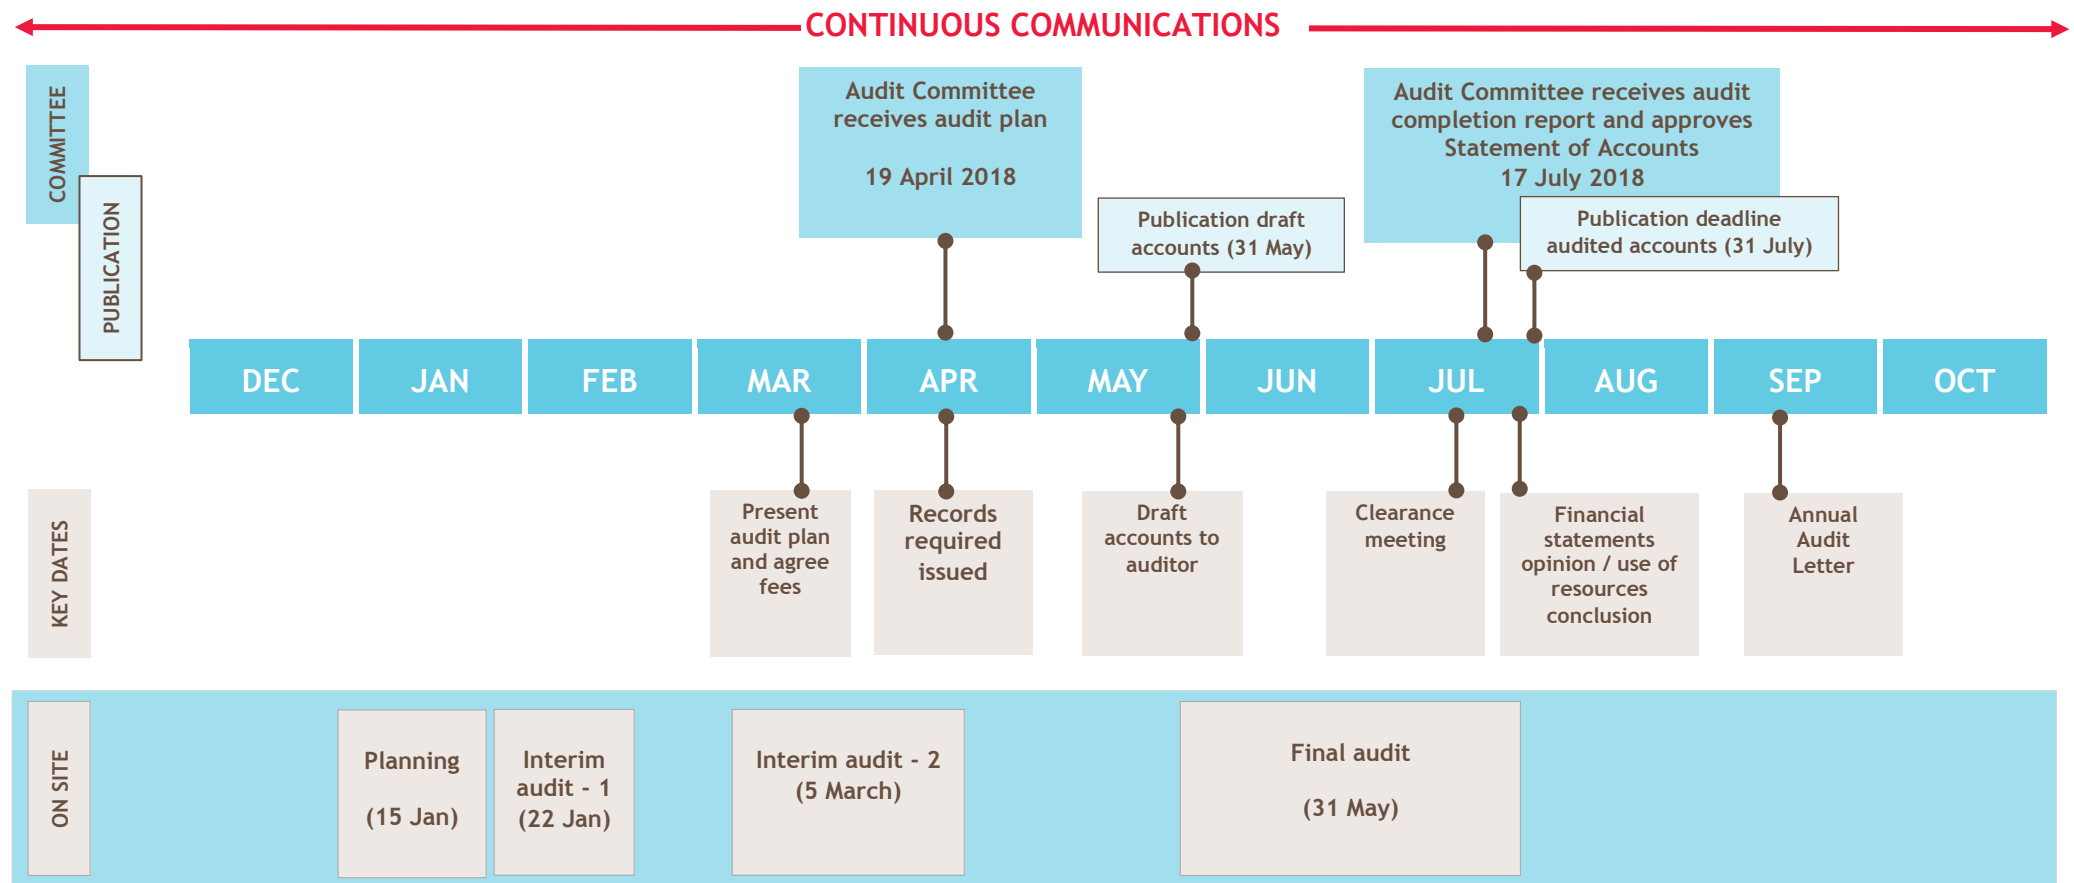 CONTINUOUS COMMUNICATIONS
COMMITTEE
PUBLICATION
Audit Committee
receives audit plan
19 April 2018
Publication draft
accounts (31 May)
Audit Committee receives audit
completion report and approves
Statement of Accounts
17 July 2018
Publication deadline
audited accounts (31 July)
DEC
JAN
FEB
MAR
APR
MAY
JUN
JUL
AUG
SEP
OCT
KEY DATES
Present
audit plan
and agree
fees
Records
required
issued
Draft
accounts to
auditor
Clearance
meeting
Financial
statements
opinion / use of
resources
conclusion
Annual
Audit
Letter
ON SITE
Planning
(15 Jan)
Interim
audit - 1
(22 Jan)
Interim audit - 2
(5 March)
Final audit
(31 May)